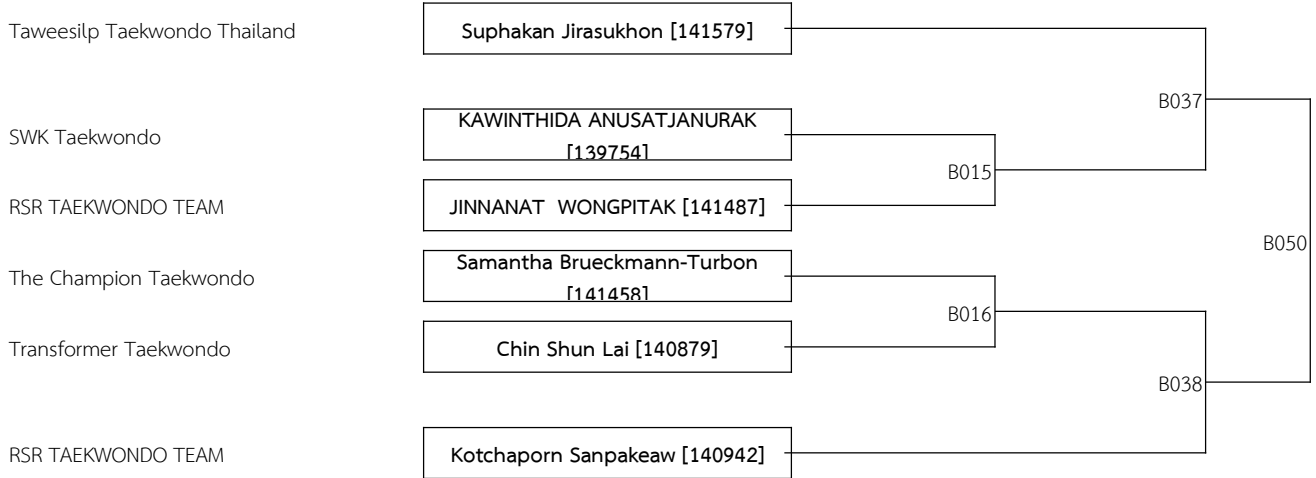 Taweesilp Taekwondo Thailand
Suphakan Jirasukhon [141579]
B037
SWK Taekwondo
KAWINTHIDA ANUSATJANURAK
[139754]
B015
RSR TAEKWONDO TEAM
JINNANAT WONGPITAK [141487]
B050
The Champion Taekwondo
Samantha Brueckmann-Turbon
[141458]
B016
Transformer Taekwondo
Chin Shun Lai [140879]
B038
RSR TAEKWONDO TEAM
Kotchaporn Sanpakeaw [140942]